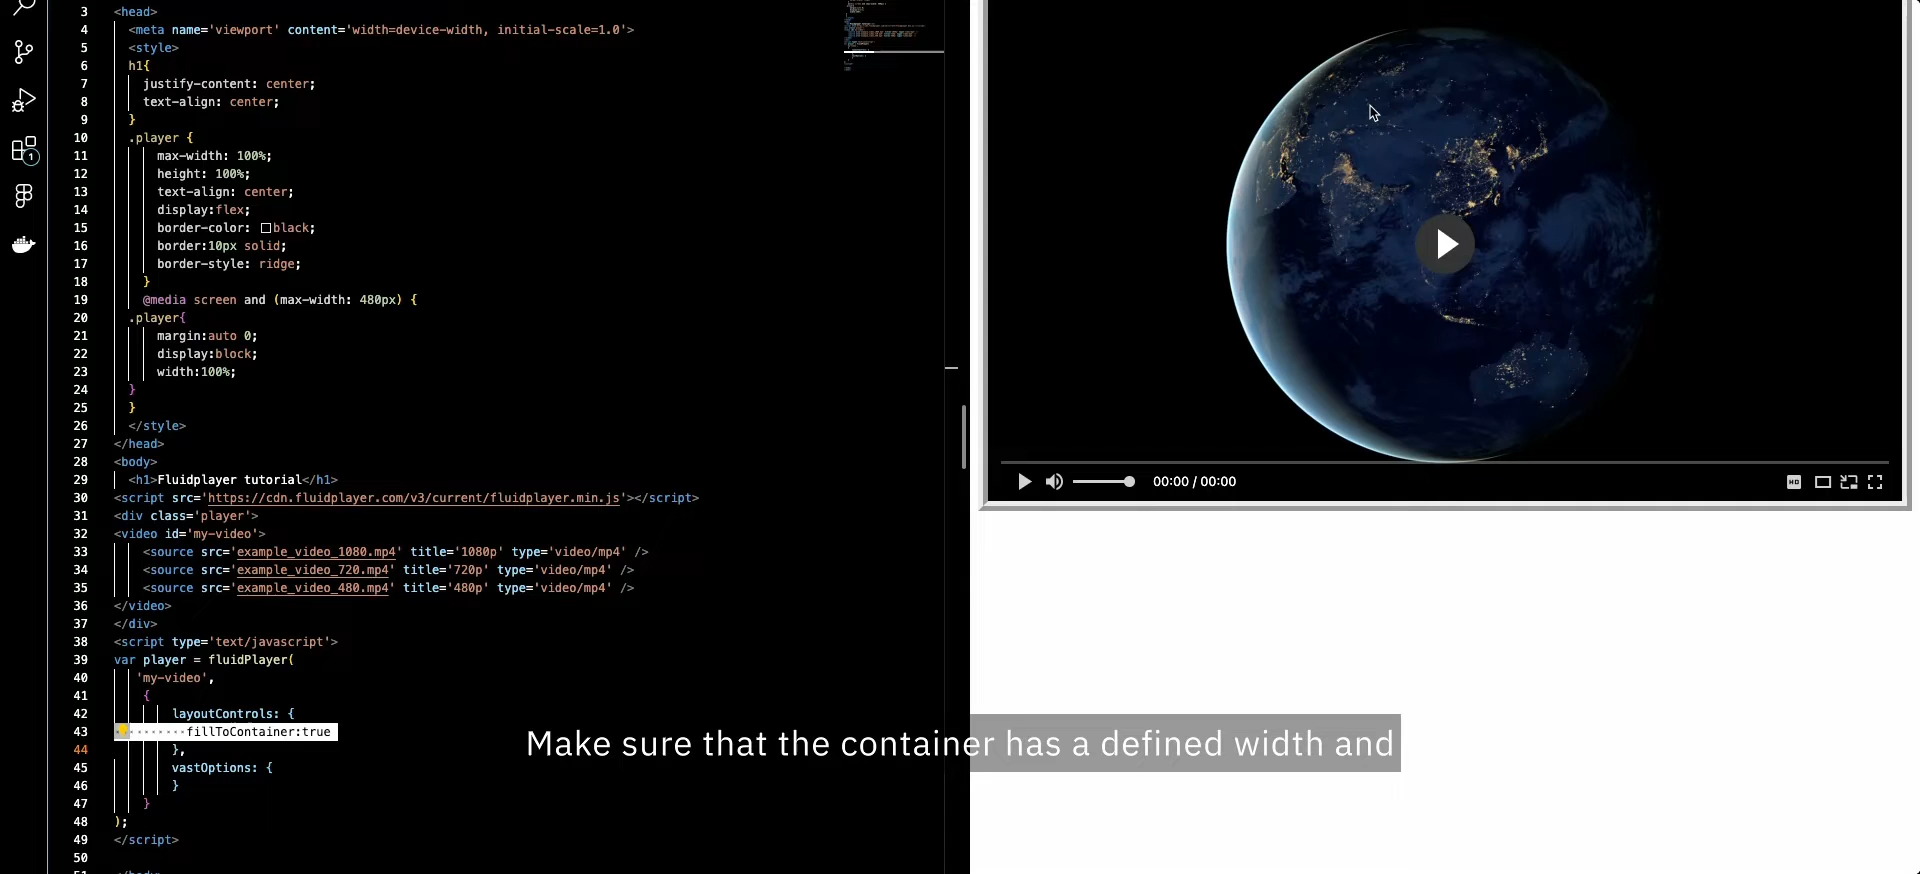 3 <head>
4 <meta name='viewport' content='width=device-width, initial-scale=1.0'>
5 <style>
6 h1{
7 justify-content: center;
8 text-align: center;
9 }
10 .player {
11 max-width: 100%;
12 height: 100%;
13 text-align: center;
14 display:flex;
15 border-color: black;
16 border:10px solid;
17 border-style: ridge;
18 }
19 @media screen and (max-width: 480px) {
20 .player{
21 margin:auto 0;
22 display:block;
23 width:100%;
24 }
25 }
26 </style>
27 </head>
28 <body>
29 <h1>Fluidplayer tutorial</h1>
30 <script src='https://cdn.fluidplayer.com/v3/current/fluidplayer.min.js'></script>
31 <div class='player'>
32 <video id='my-video'>
33 <source src='example_video_1080.mp4' title='1080p' type='video/mp4' />
34 <source src='example_video_720.mp4' title='720p' type='video/mp4' />
35 <source src='example_video_480.mp4' title='480p' type='video/mp4' />
36 </video>
37 </div>
38 <script type='text/javascript'>
39 var player = fluidPlayer(
40 'my-video',
41 {
42 layoutControls: {
43 ········fillToContainer:true
44 },
45 vastOptions: {
46 }
47 }
48 );
49 </script>
50
1
00:00 / 00:00
HD
Make sure that the container has a defined width and